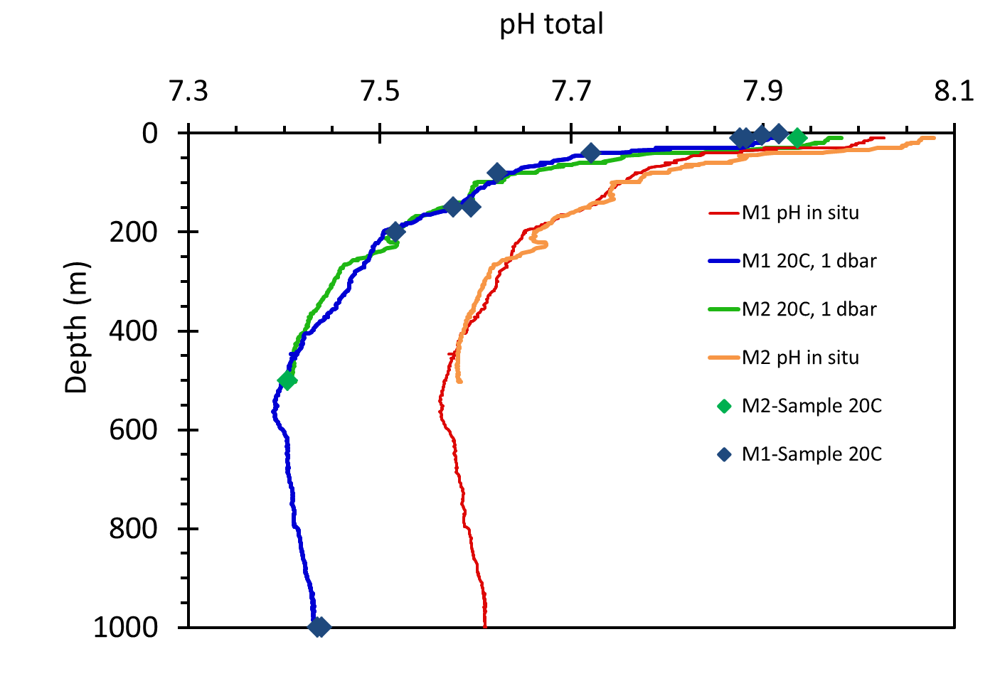 pH total
7.3 7.5 7.7 7.9 8.1
0
200
400
600
800
1000
Depth (m)
M1 pH in situ
M1 20C, 1 dbar
M2 20C, 1 dbar
M2 pH in situ
M2-Sample 20C
M1-Sample 20C